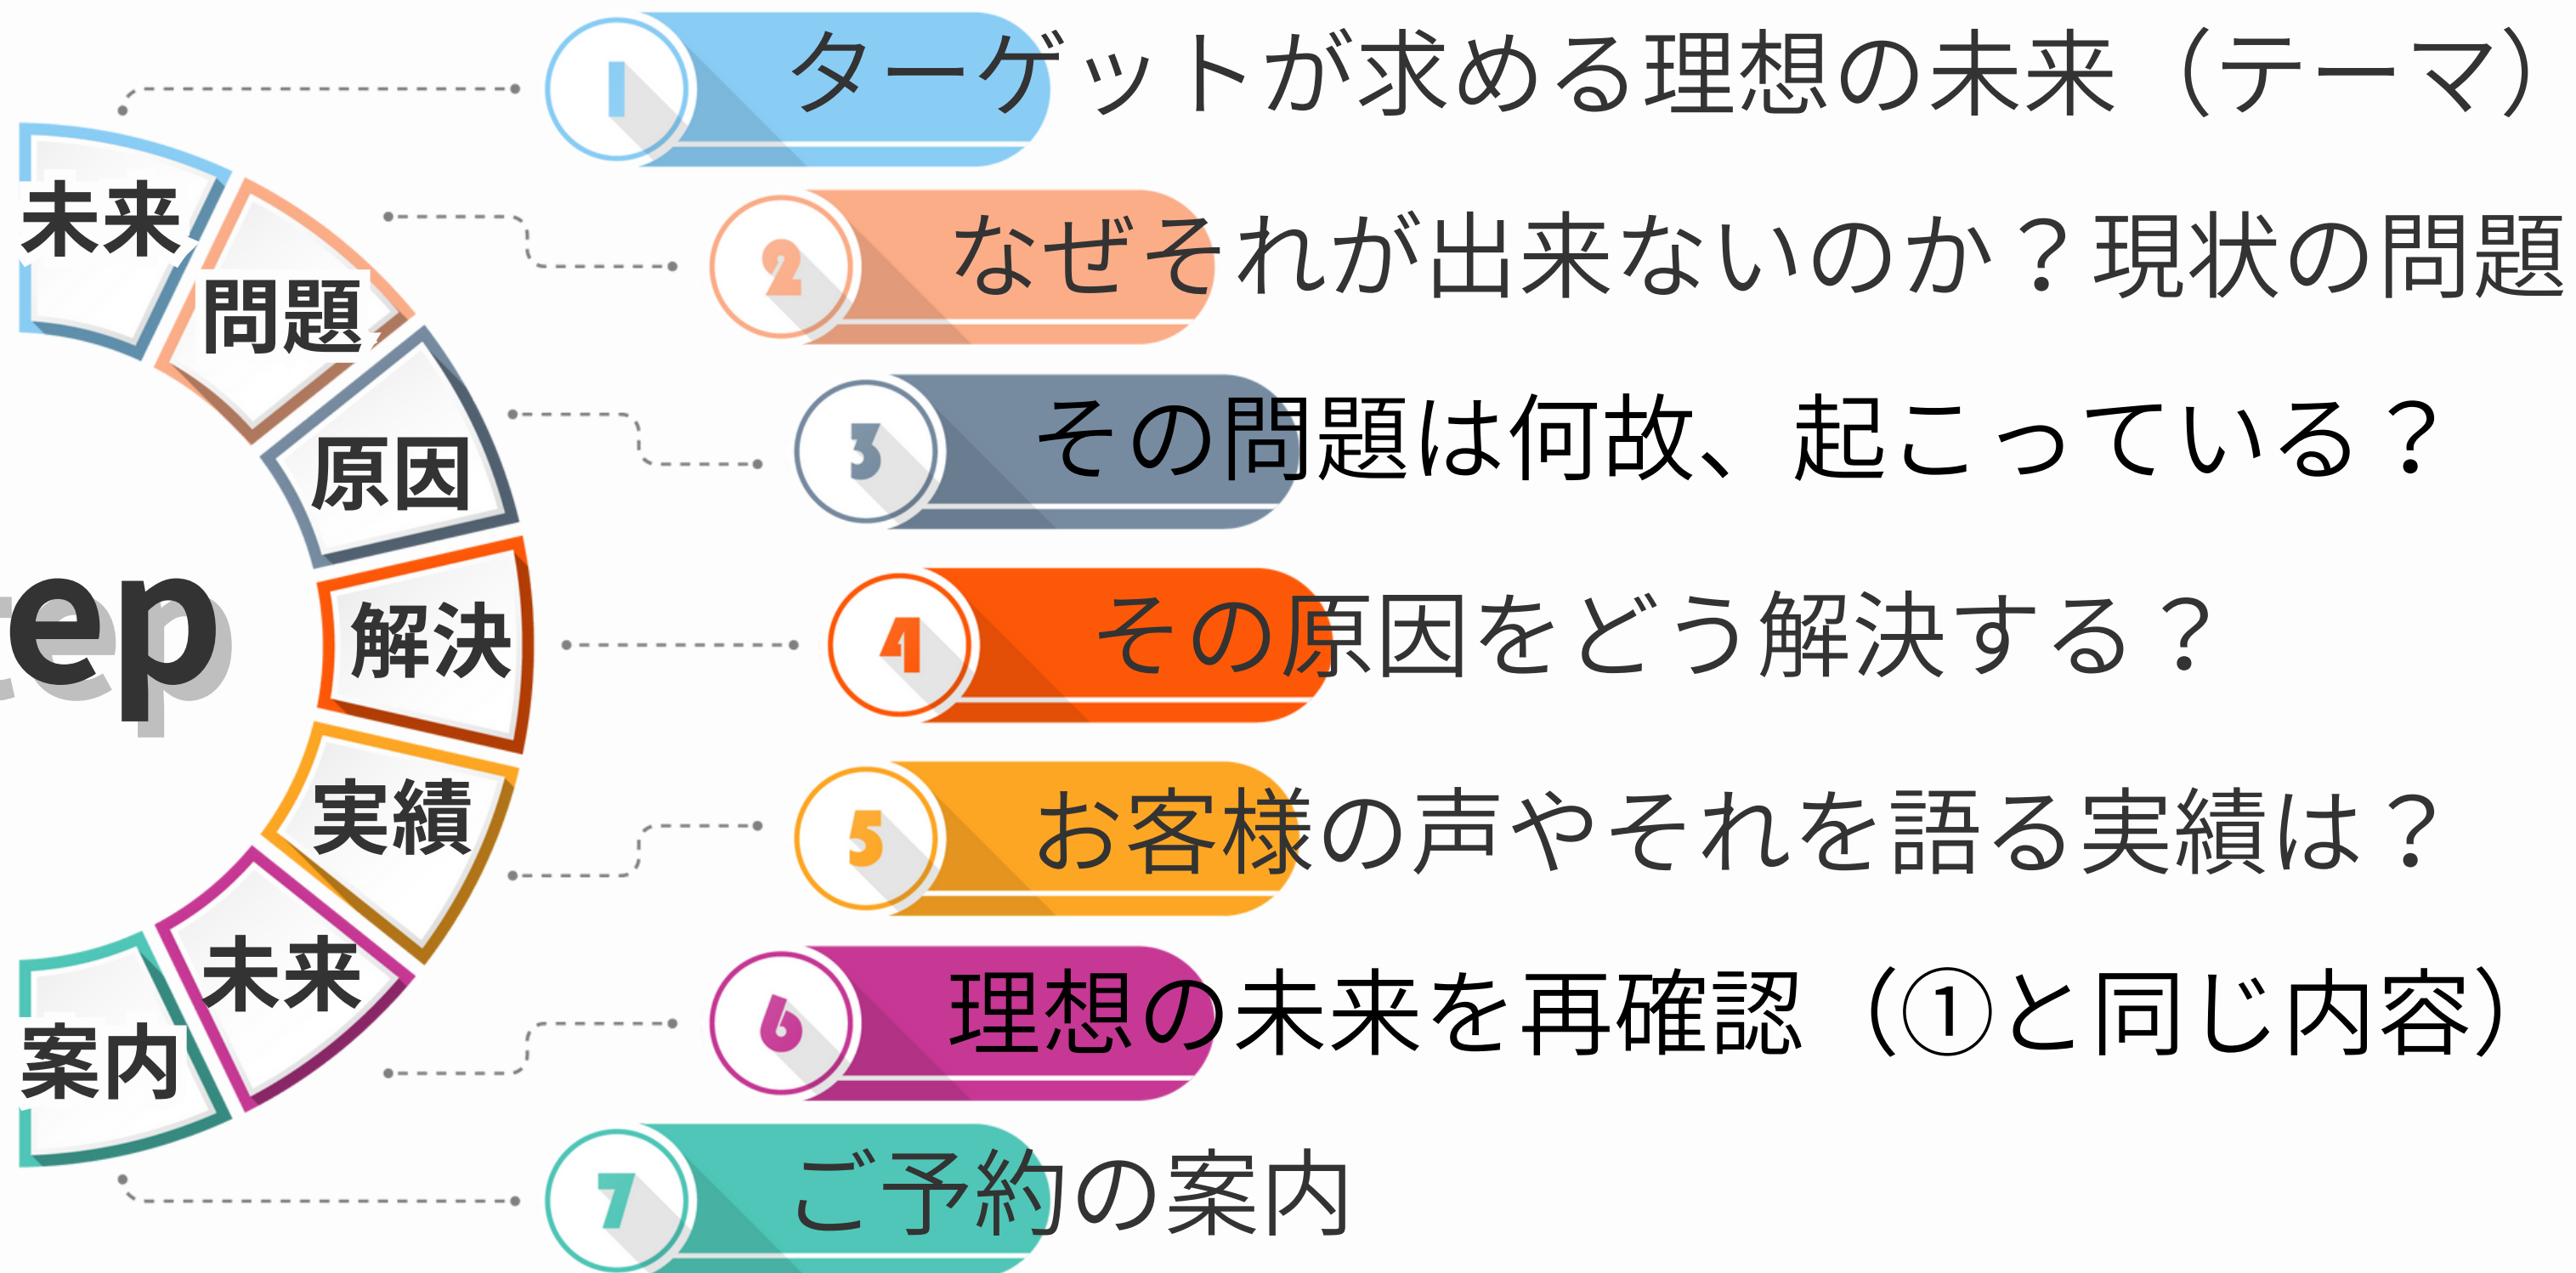 1 ターゲットが求める理想の未来（テーマ）
未来
2 なぜそれが出来ないのか？現状の問題
問題
3 その問題は何故、起こっている？
原因
ep
4 その原因をどう解決する？
解決
5 お客様の声やそれを語る実績は？
実績
6 理想の未来を再確認（①と同じ内容）
未来
案内
7 ご予約の案内